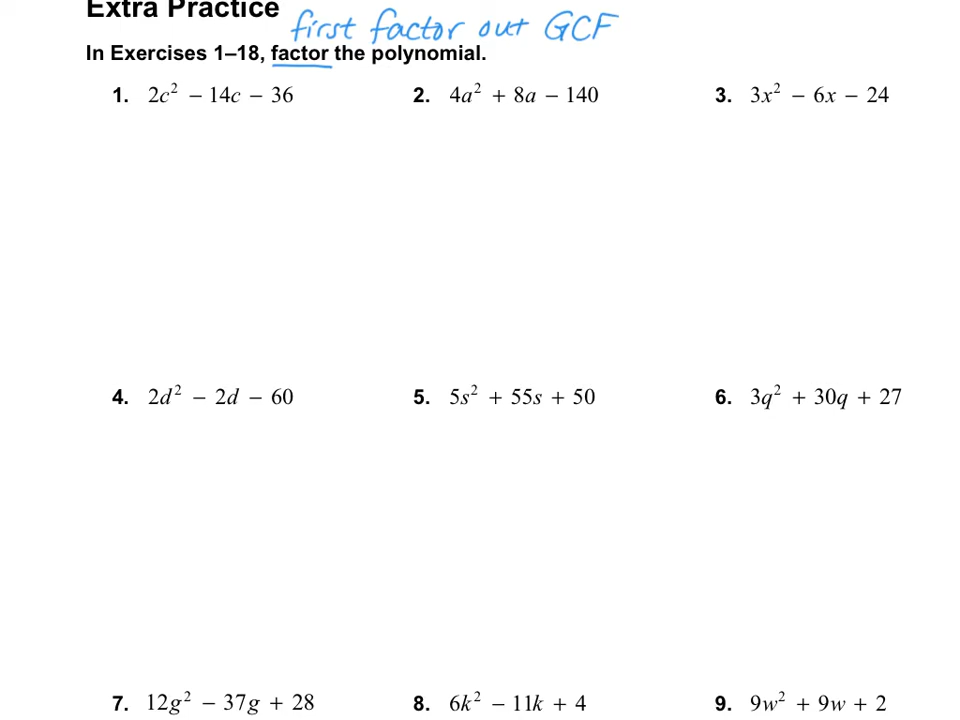 Extra Practice
first factor out GCF
In Exercises 1–18, factor the polynomial.
1. 2c² − 14c − 36
2. 4a² + 8a − 140
3. 3x² − 6x − 24
4. 2d² − 2d − 60
5. 5s² + 55s + 50
6. 3q² + 30q + 27
7. 12g² − 37g + 28
8. 6k² − 11k + 4
9. 9w² + 9w + 2